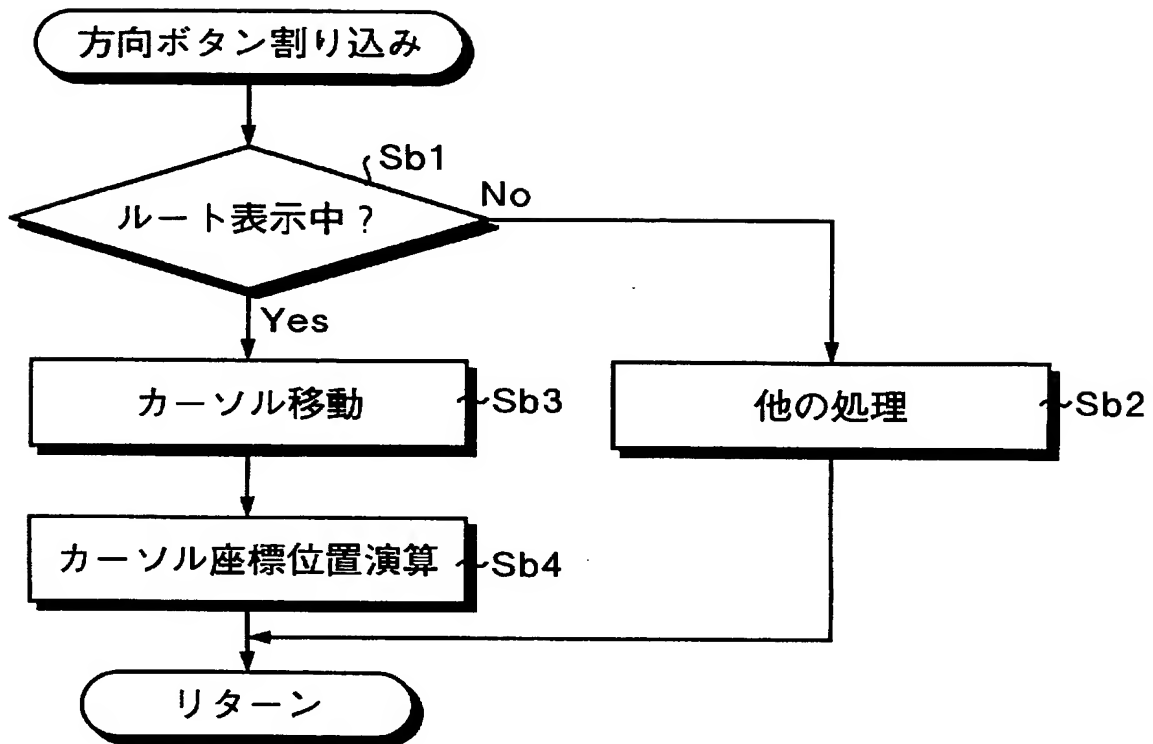 方向ボタン割り込み
Sb1
ルート表示中？
No
Yes
カーソル移動
Sb3
他の処理
Sb2
カーソル座標位置演算
Sb4
リターン